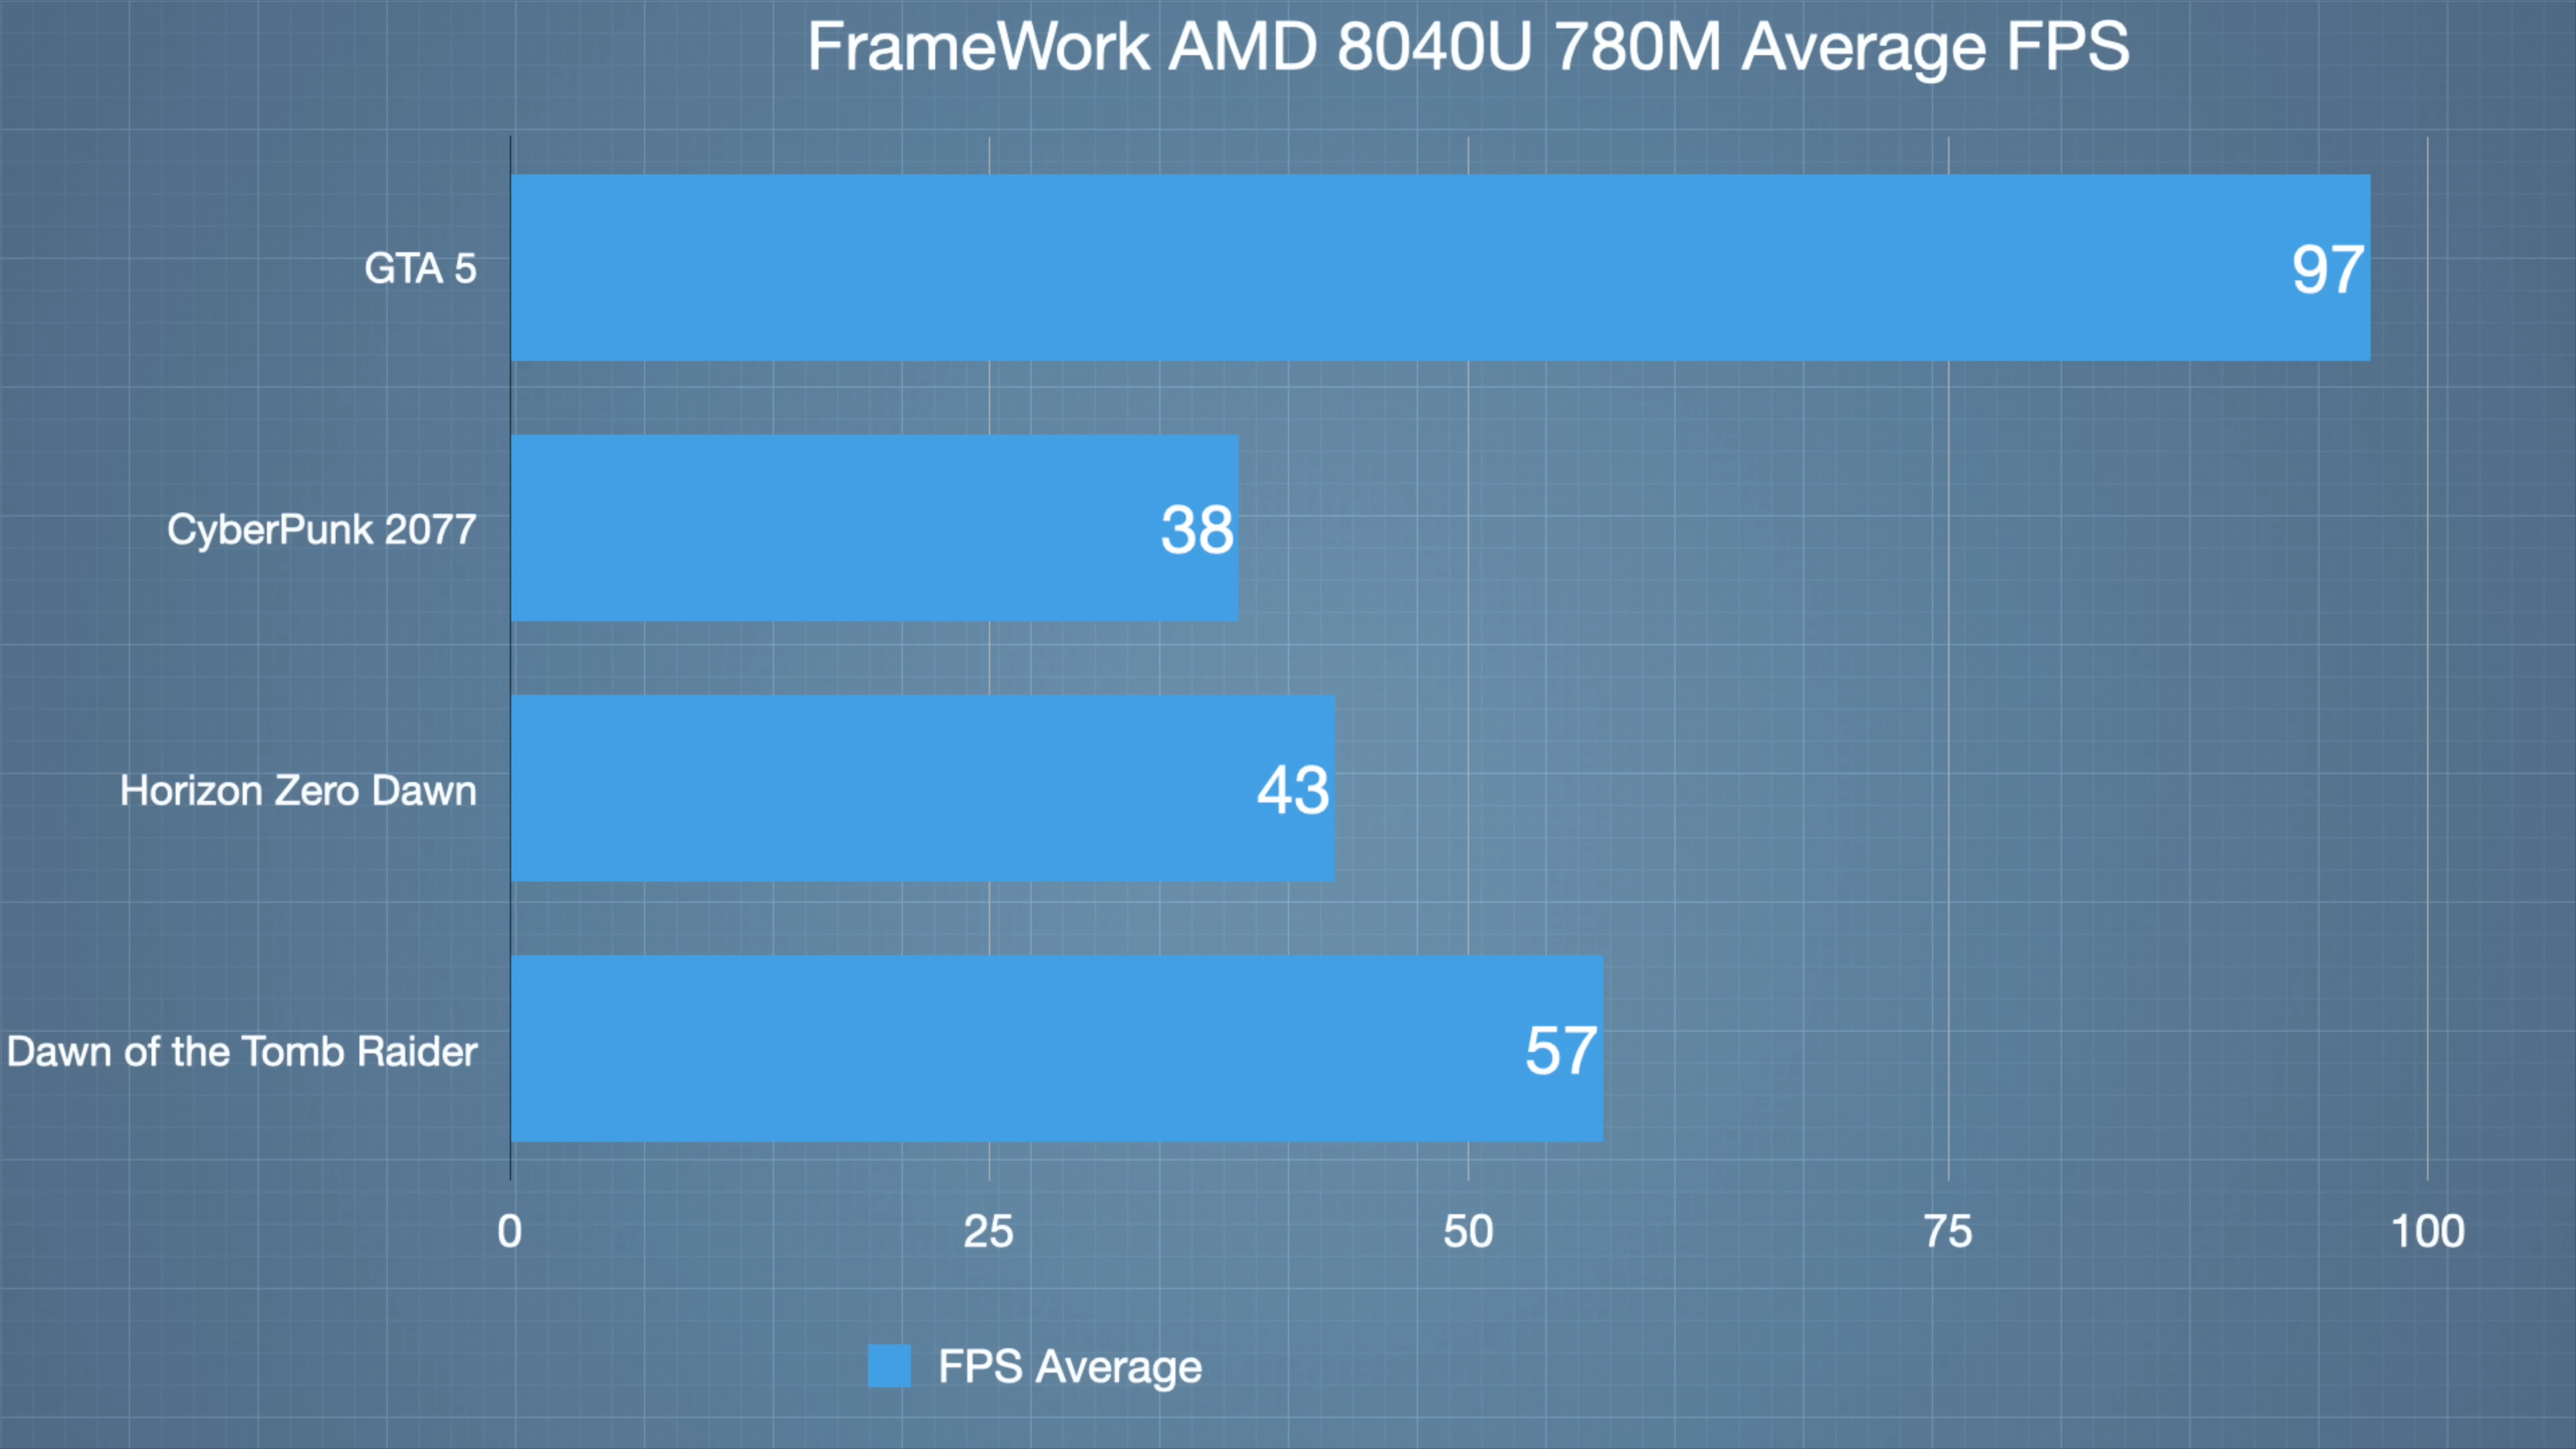 FrameWork AMD 8040U 780M Average FPS
GTA 5
97
CyberPunk 2077
38
Horizon Zero Dawn
43
Dawn of the Tomb Raider
57
0 25 50 75 100
FPS Average